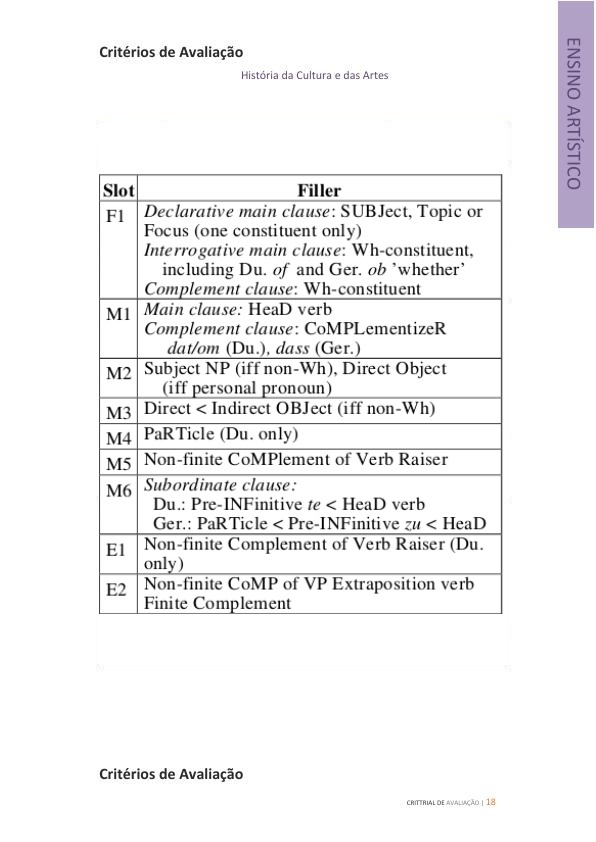 Critérios de Avaliação
História da Cultura e das Artes
ENSINO ARTÍSTICO
Slot Filler
F1 Declarative main clause: SUBJect, Topic or
Focus (one constituent only)
Interrogative main clause: Wh-constituent,
including Du. of and Ger. ob ’whether’
Complement clause: Wh-constituent
M1 Main clause: HeaD verb
Complement clause: CoMPLementizeR
dat/om (Du.), dass (Ger.)
M2 Subject NP (iff non-Wh), Direct Object
(iff personal pronoun)
M3 Direct < Indirect OBJect (iff non-Wh)
M4 PaRTicle (Du. only)
M5 Non-finite CoMPlement of Verb Raiser
M6 Subordinate clause:
Du.: Pre-INFinitive te < HeaD verb
Ger.: PaRTicle < Pre-INFinitive zu < HeaD
E1 Non-finite Complement of Verb Raiser (Du.
only)
E2 Non-finite CoMP of VP Extraposition verb
Finite Complement
Critérios de Avaliação
CRITTRIAL DE AVALIAÇÃO | 18